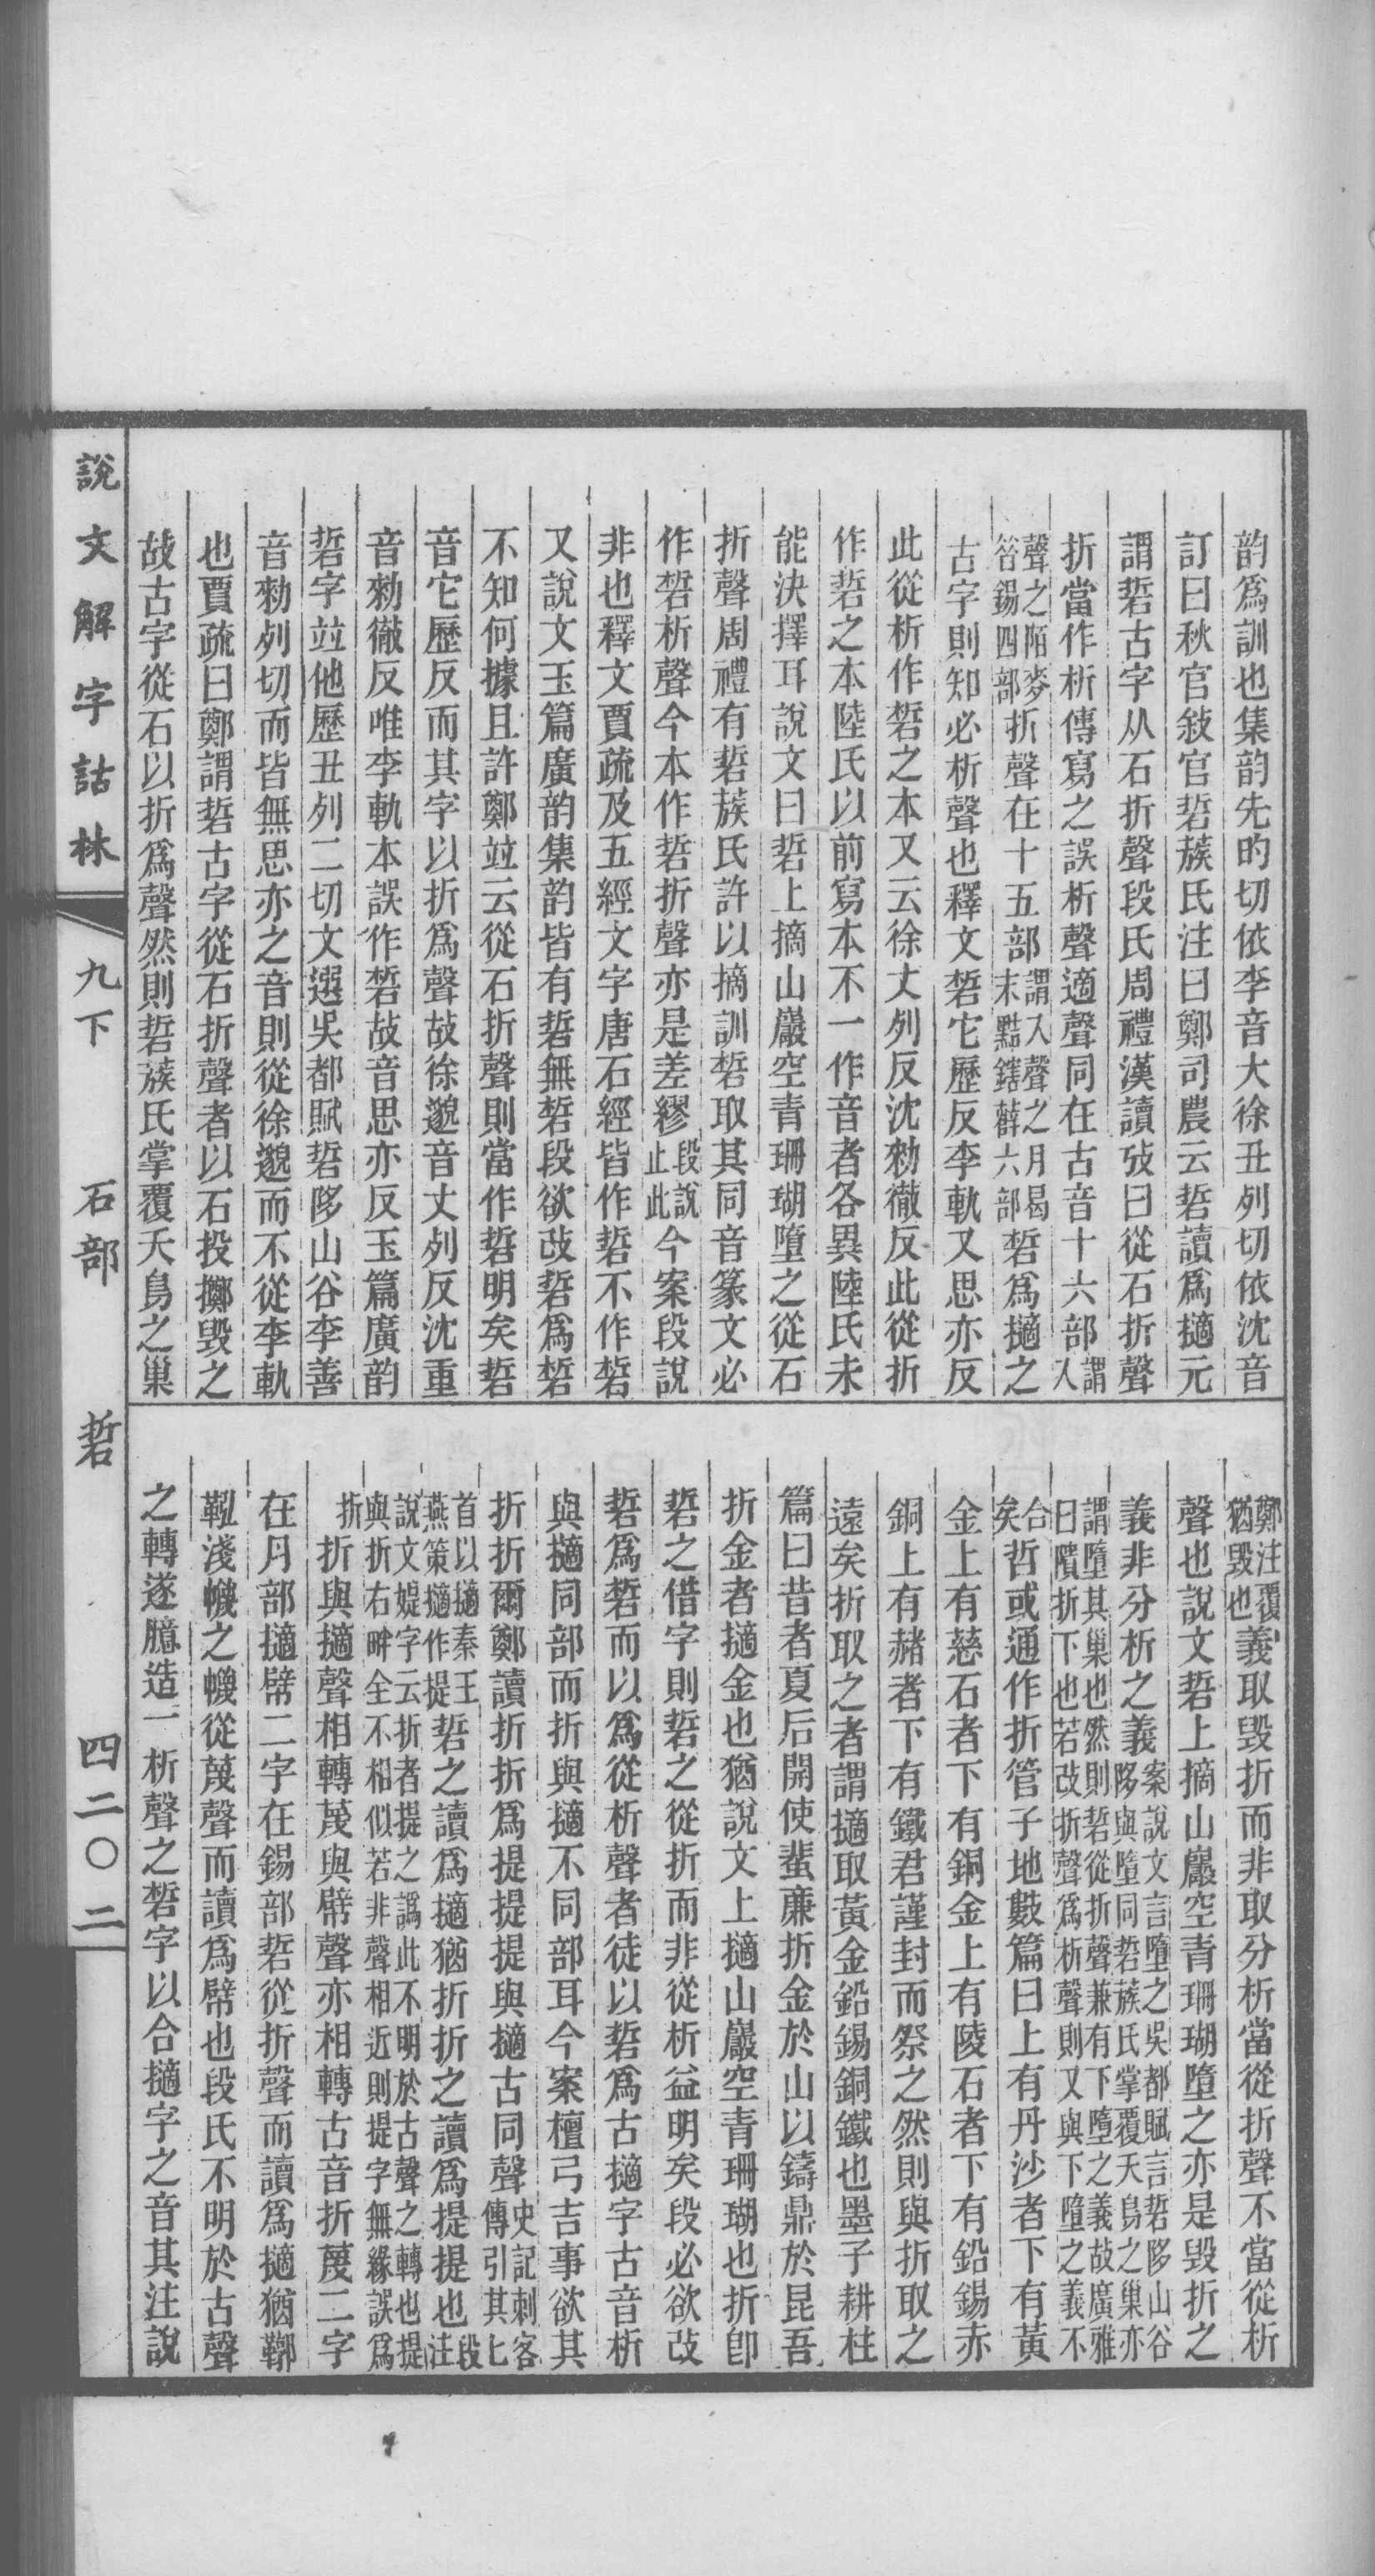 韵爲訓也集韵先的切依李音大徐丑列切依沈音
訂曰秋官敍官硩蔟氏注曰鄭司農云硩讀爲擿元
謂硩古字从石折聲段氏周禮漢讀攷曰從石折聲
折當作析傳寫之誤析聲適聲同在古音十六部謂入
聲之陌麥昝錫四部折聲在十五部謂入聲之月曷末黠鎋薛六部⿱析石爲擿之
古字則知必析聲也釋文⿱析石它歷反李軌又思亦反
此從析作⿱析石之本又云徐丈列反沈勑徹反此從折
作硩之本陸氏以前寫本不一作音者各異陸氏未
能決擇耳說文曰硩上摘山巖空青珊瑚墮之從石
折聲周禮有硩蔟氏許以摘訓⿱析石取其同音篆文必
作⿱析石析聲今本作硩折聲亦是差繆段說止此今案段說
非也釋文賈疏及五經文字唐石經皆作硩不作⿱析石
又說文玉篇廣韵集韵皆有硩無⿱析石段欲改硩爲⿱析石
不知何據且許鄭竝云從石折聲則當作硩明矣硩
音它歷反而其字以折爲聲故徐邈音丈列反沈重
音勑徹反唯李軌本誤作⿱析石故音思亦反玉篇廣韵
硩字竝他歷丑列二切文選吳都賦硩陊山谷李善
音勑列切而皆無思亦之音則從徐邈而不從李軌
也賈疏曰鄭謂硩古字從石折聲者以石投擲毀之
故古字從石以折爲聲然則硩蔟氏掌覆夭鳥之巢
鄭注覆猶毀也義取毀折而非取分析當從折聲不當從析
聲也說文硩上摘山巖空青珊瑚墮之亦是毀折之
義非分析之義案說文言墮之吳都賦言硩陊山谷陊與墮同硩蔟氏掌覆夭鳥之巢亦
謂墮其巢也然則硩從折聲兼有下墮之義故廣雅曰隤折下也若改折聲爲析聲則又與下墮之義不
合矣硩或通作折管子地數篇曰上有丹沙者下有黃
金上有慈石者下有銅金上有陵石者下有鉛錫赤
銅上有赭者下有鐵君謹封而祭之然則與折取之
遠矣折取之者謂擿取黃金鉛錫銅鐵也墨子耕柱
篇曰昔者夏后開使蜚廉折金於山以鑄鼎於昆吾
折金者擿金也猶說文上擿山巖空青珊瑚也折卽
硩之借字則硩之從折而非從析益明矣段必欲改
硩爲⿱析石而以爲從析聲者徒以硩爲古擿字古音析
與擿同部而折與擿不同部耳今案檀弓吉事欲其
折折爾鄭讀折折爲提提提與擿古同聲史記刺客傳引其匕
首以擿秦王燕策擿作提硩之讀爲擿猶折折之讀爲提提也段注
說文媞字云折者提之譌此不明於古聲之轉也提與折右畔全不相似若非聲相近則提字無緣誤爲
折折與擿聲相轉蔑與幦聲亦相轉古音折蔑二字
在月部擿幦二字在錫部硩從折聲而讀爲擿猶鞹
鞃淺幭之幭從蔑聲而讀爲幦也段氏不明於古聲
之轉遂臆造一析聲之⿱析石字以合擿字之音其注說
說文解字詁林
九下　石部　硩
四二〇二